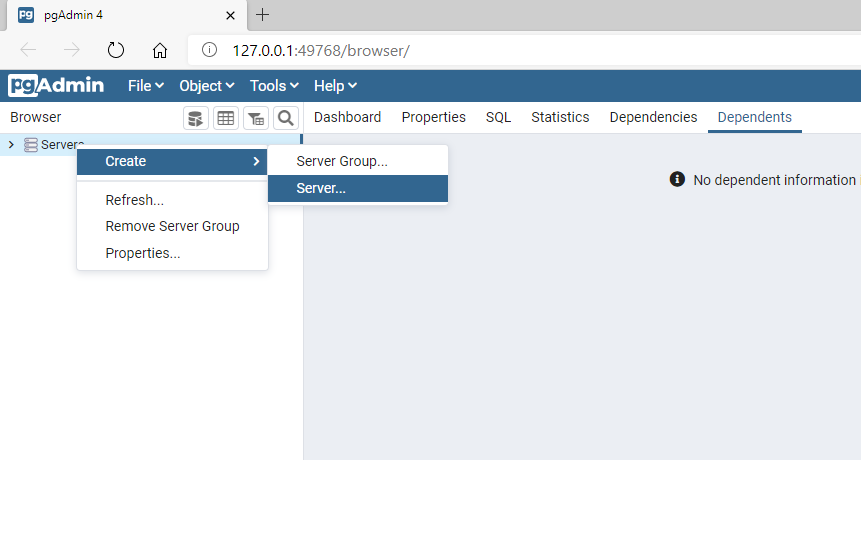 pgAdmin 4
127.0.0.1:49768/browser/
pgAdmin File Object Tools Help
Browser
Dashboard Properties SQL Statistics Dependencies Dependents
Servers
Create
Server Group...
Server...
Refresh...
Remove Server Group
Properties...
No dependent information